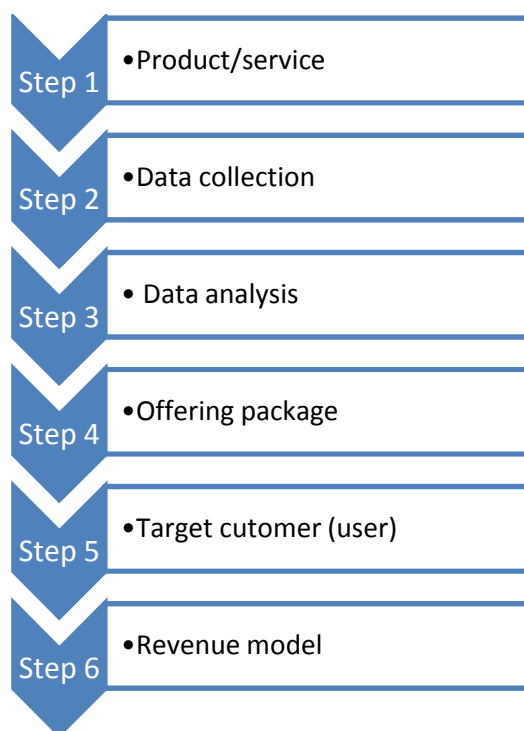 Step 1
•Product/service
Step 2
•Data collection
Step 3
• Data analysis
Step 4
•Offering package
Step 5
•Target cutomer (user)
Step 6
•Revenue model